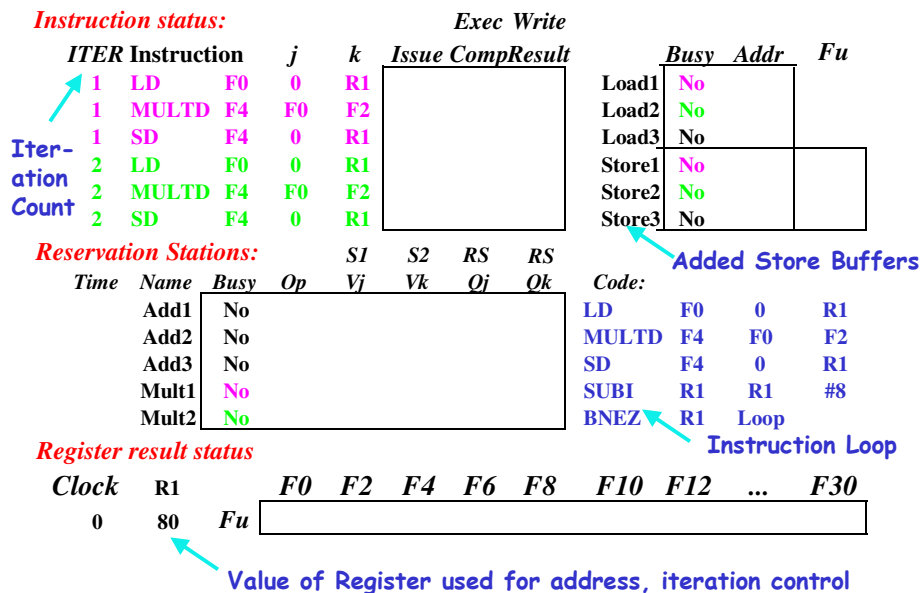 Instruction status: Exec Write
ITER Instruction j k Issue Comp Result Busy Addr Fu
1 LD F0 0 R1 Load1 No
1 MULTD F4 F0 F2 Load2 No
1 SD F4 0 R1 Load3 No
2 LD F0 0 R1 Store1 No
2 MULTD F4 F0 F2 Store2 No
2 SD F4 0 R1 Store3 No
Iter-
ation
Count
Added Store Buffers
Reservation Stations: S1 S2 RS RS
Time Name Busy Op Vj Vk Qj Qk Code:
Add1 No LD F0 0 R1
Add2 No MULTD F4 F0 F2
Add3 No SD F4 0 R1
Mult1 No SUBI R1 R1 #8
Mult2 No BNEZ R1 Loop
Instruction Loop
Register result status
Clock R1 F0 F2 F4 F6 F8 F10 F12 ... F30
0 80 Fu
Value of Register used for address, iteration control